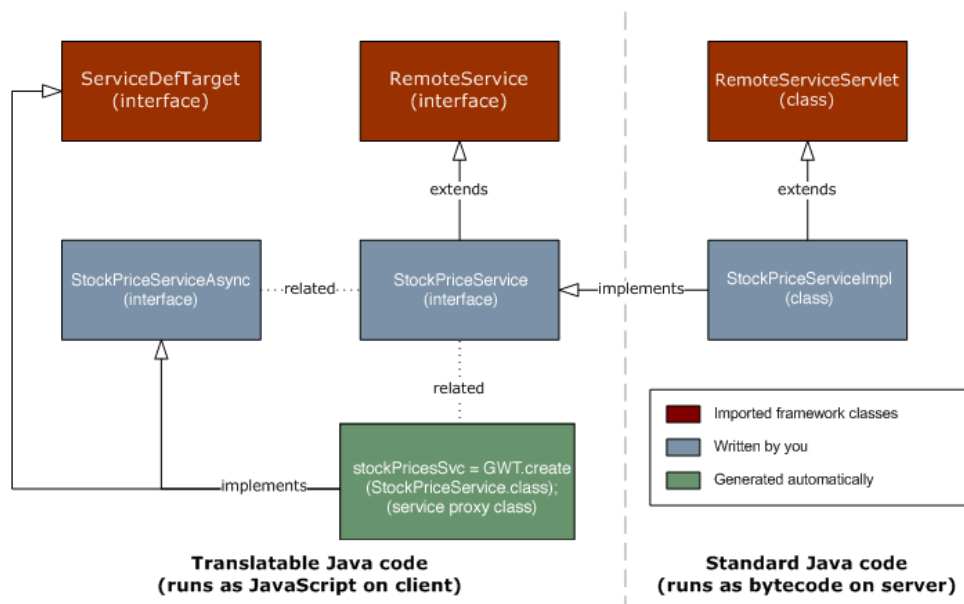 ServiceDefTarget
(interface)
RemoteService
(interface)
RemoteServiceServlet
(class)
extends
extends
StockPriceServiceAsync
(interface)
related
StockPriceService
(interface)
implements
StockPriceServiceImpl
(class)
related
implements
stockPricesSvc = GWT.create
(StockPriceService.class);
(service proxy class)
Imported framework classes
Written by you
Generated automatically
Translatable Java code
(runs as JavaScript on client)
Standard Java code
(runs as bytecode on server)